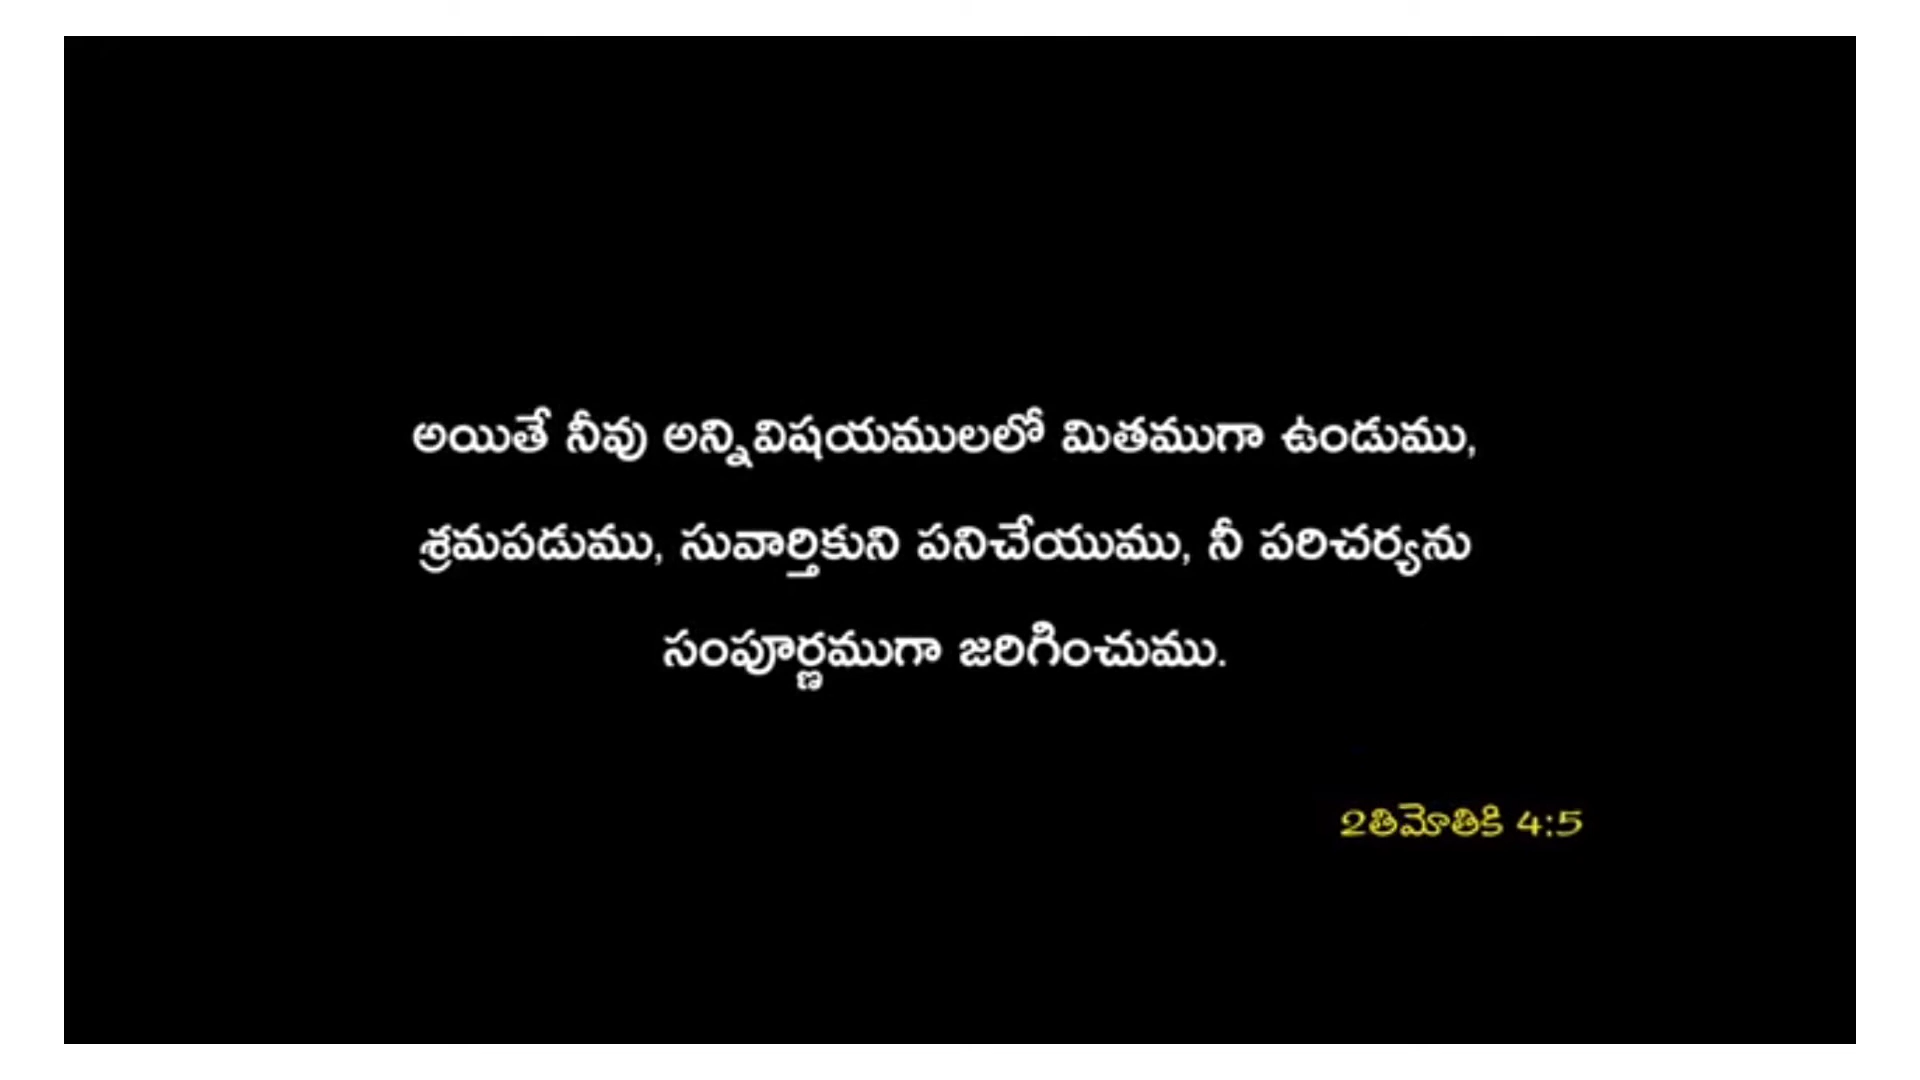 అయితే నీవు అన్నివిషయములలో మితముగా ఉండుము,
శ్రమపడుము, సువార్తికుని పనిచేయుము, నీ పరిచర్యను
సంపూర్ణముగా జరిగించుము.
2తిమోతికి 4:5